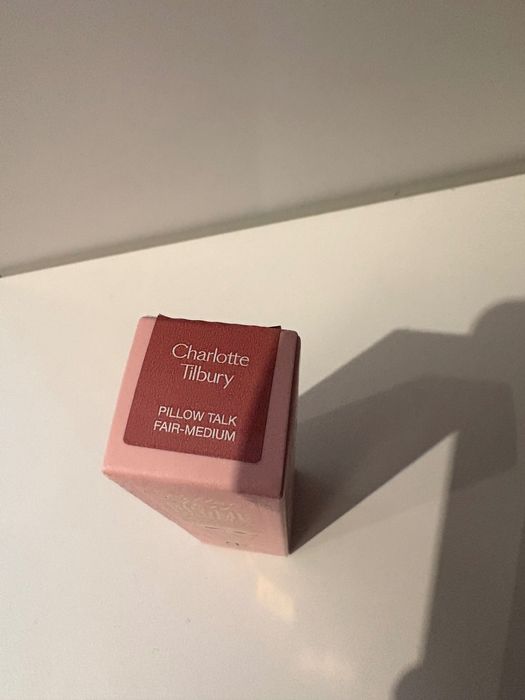 Charlotte
Tilbury
PILLOW TALK
FAIR-MEDIUM